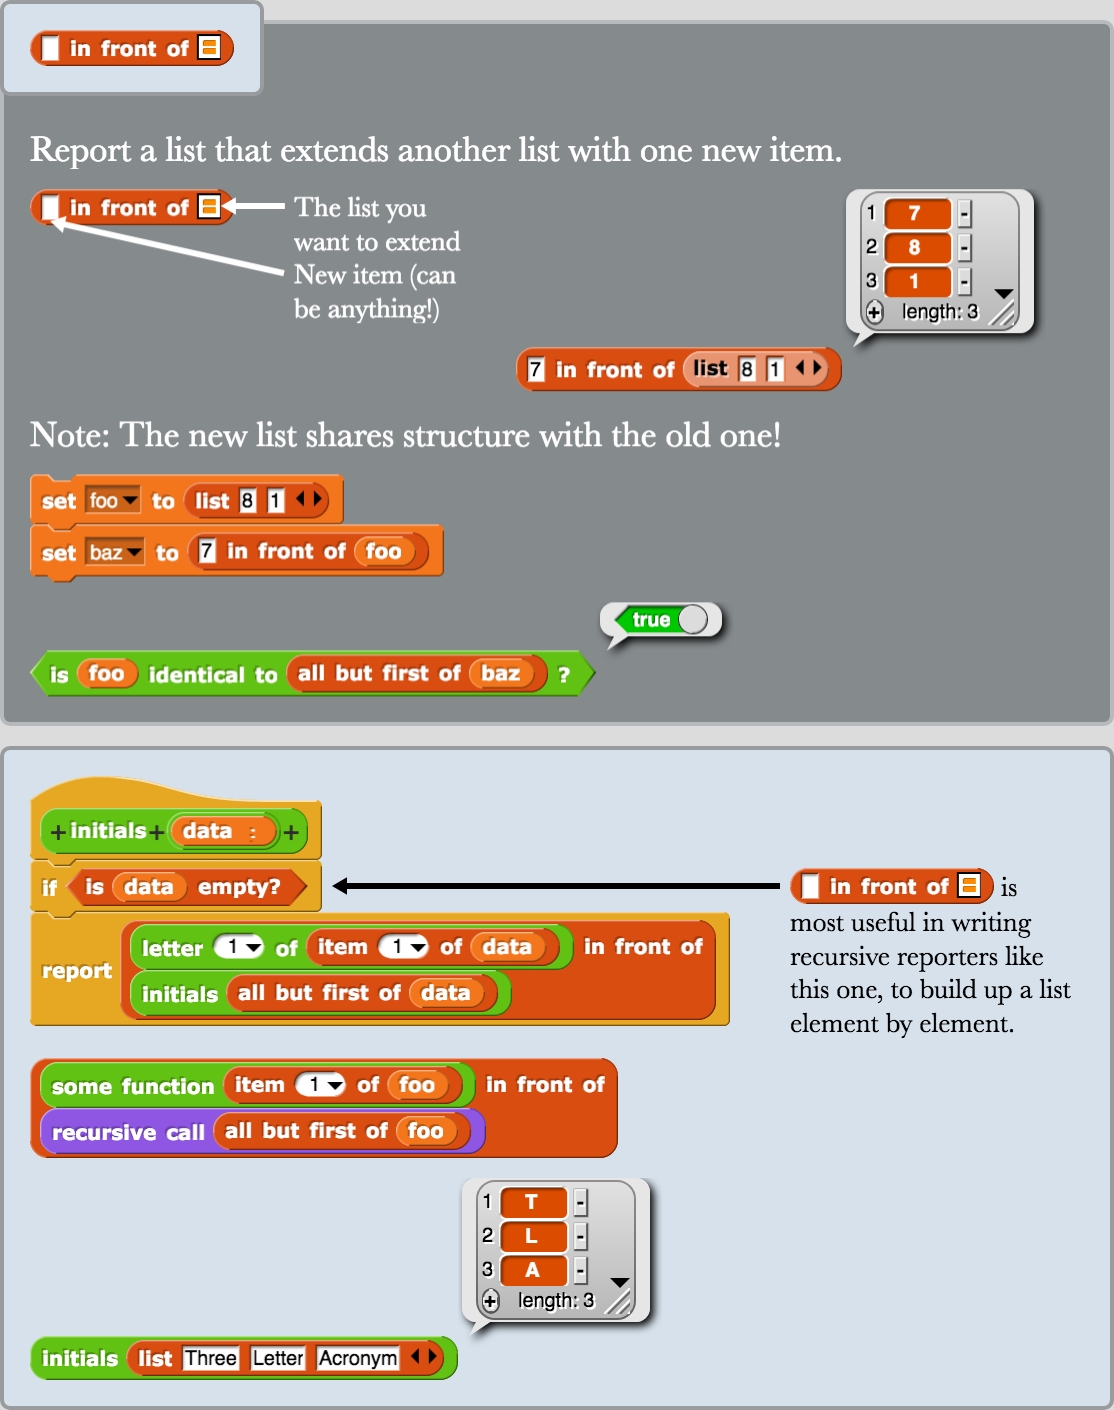 in front of
Report a list that extends another list with one new item.
in front of
The list you
want to extend
New item (can
be anything!)
1 7 -
2 8 -
3 1 -
+ length: 3
7 in front of list 8 1
Note: The new list shares structure with the old one!
set foo to list 8 1
set baz to 7 in front of foo
true
is foo identical to all but first of baz ?
+ initials + data : +
if is data empty?
report letter 1 of item 1 of data in front of
initials all but first of data
in front of is
most useful in writing
recursive reporters like
this one, to build up a list
element by element.
some function item 1 of foo in front of
recursive call all but first of foo
1 T -
2 L -
3 A -
+ length: 3
initials list Three Letter Acronym